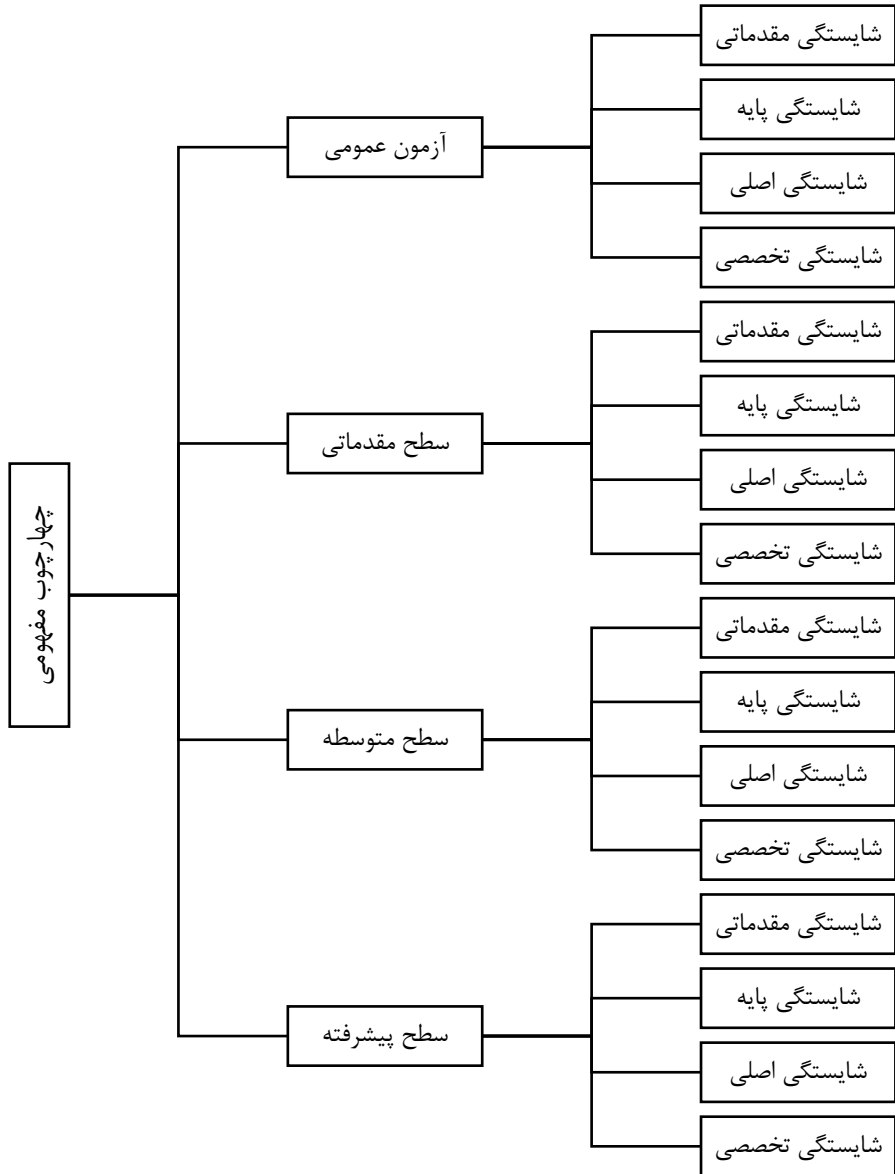 چهارچوب مفهومی
آزمون عمومی
شایستگی مقدماتی
شایستگی پایه
شایستگی اصلی
شایستگی تخصصی
سطح مقدماتی
شایستگی مقدماتی
شایستگی پایه
شایستگی اصلی
شایستگی تخصصی
سطح متوسطه
شایستگی مقدماتی
شایستگی پایه
شایستگی اصلی
شایستگی تخصصی
سطح پیشرفته
شایستگی مقدماتی
شایستگی پایه
شایستگی اصلی
شایستگی تخصصی